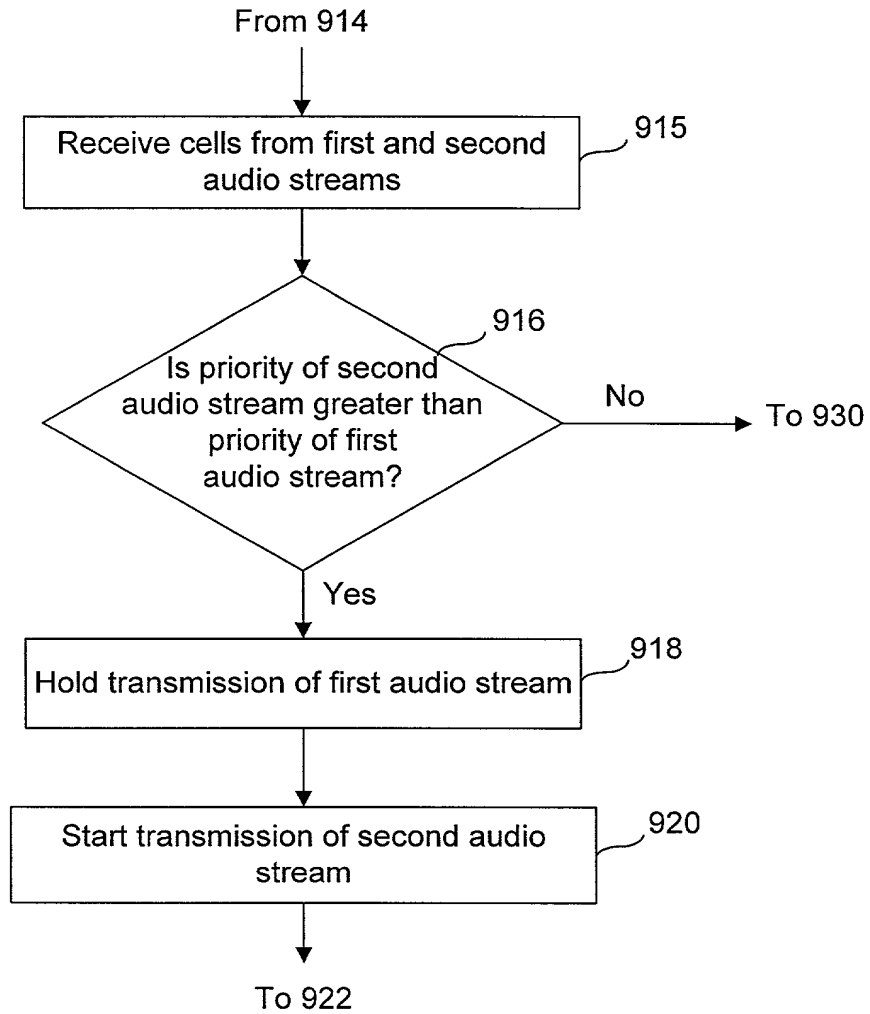 From 914
915
Receive cells from first and second
audio streams
916
Is priority of second
audio stream greater than
priority of first
audio stream?
No
To 930
Yes
918
Hold transmission of first audio stream
920
Start transmission of second audio
stream
To 922